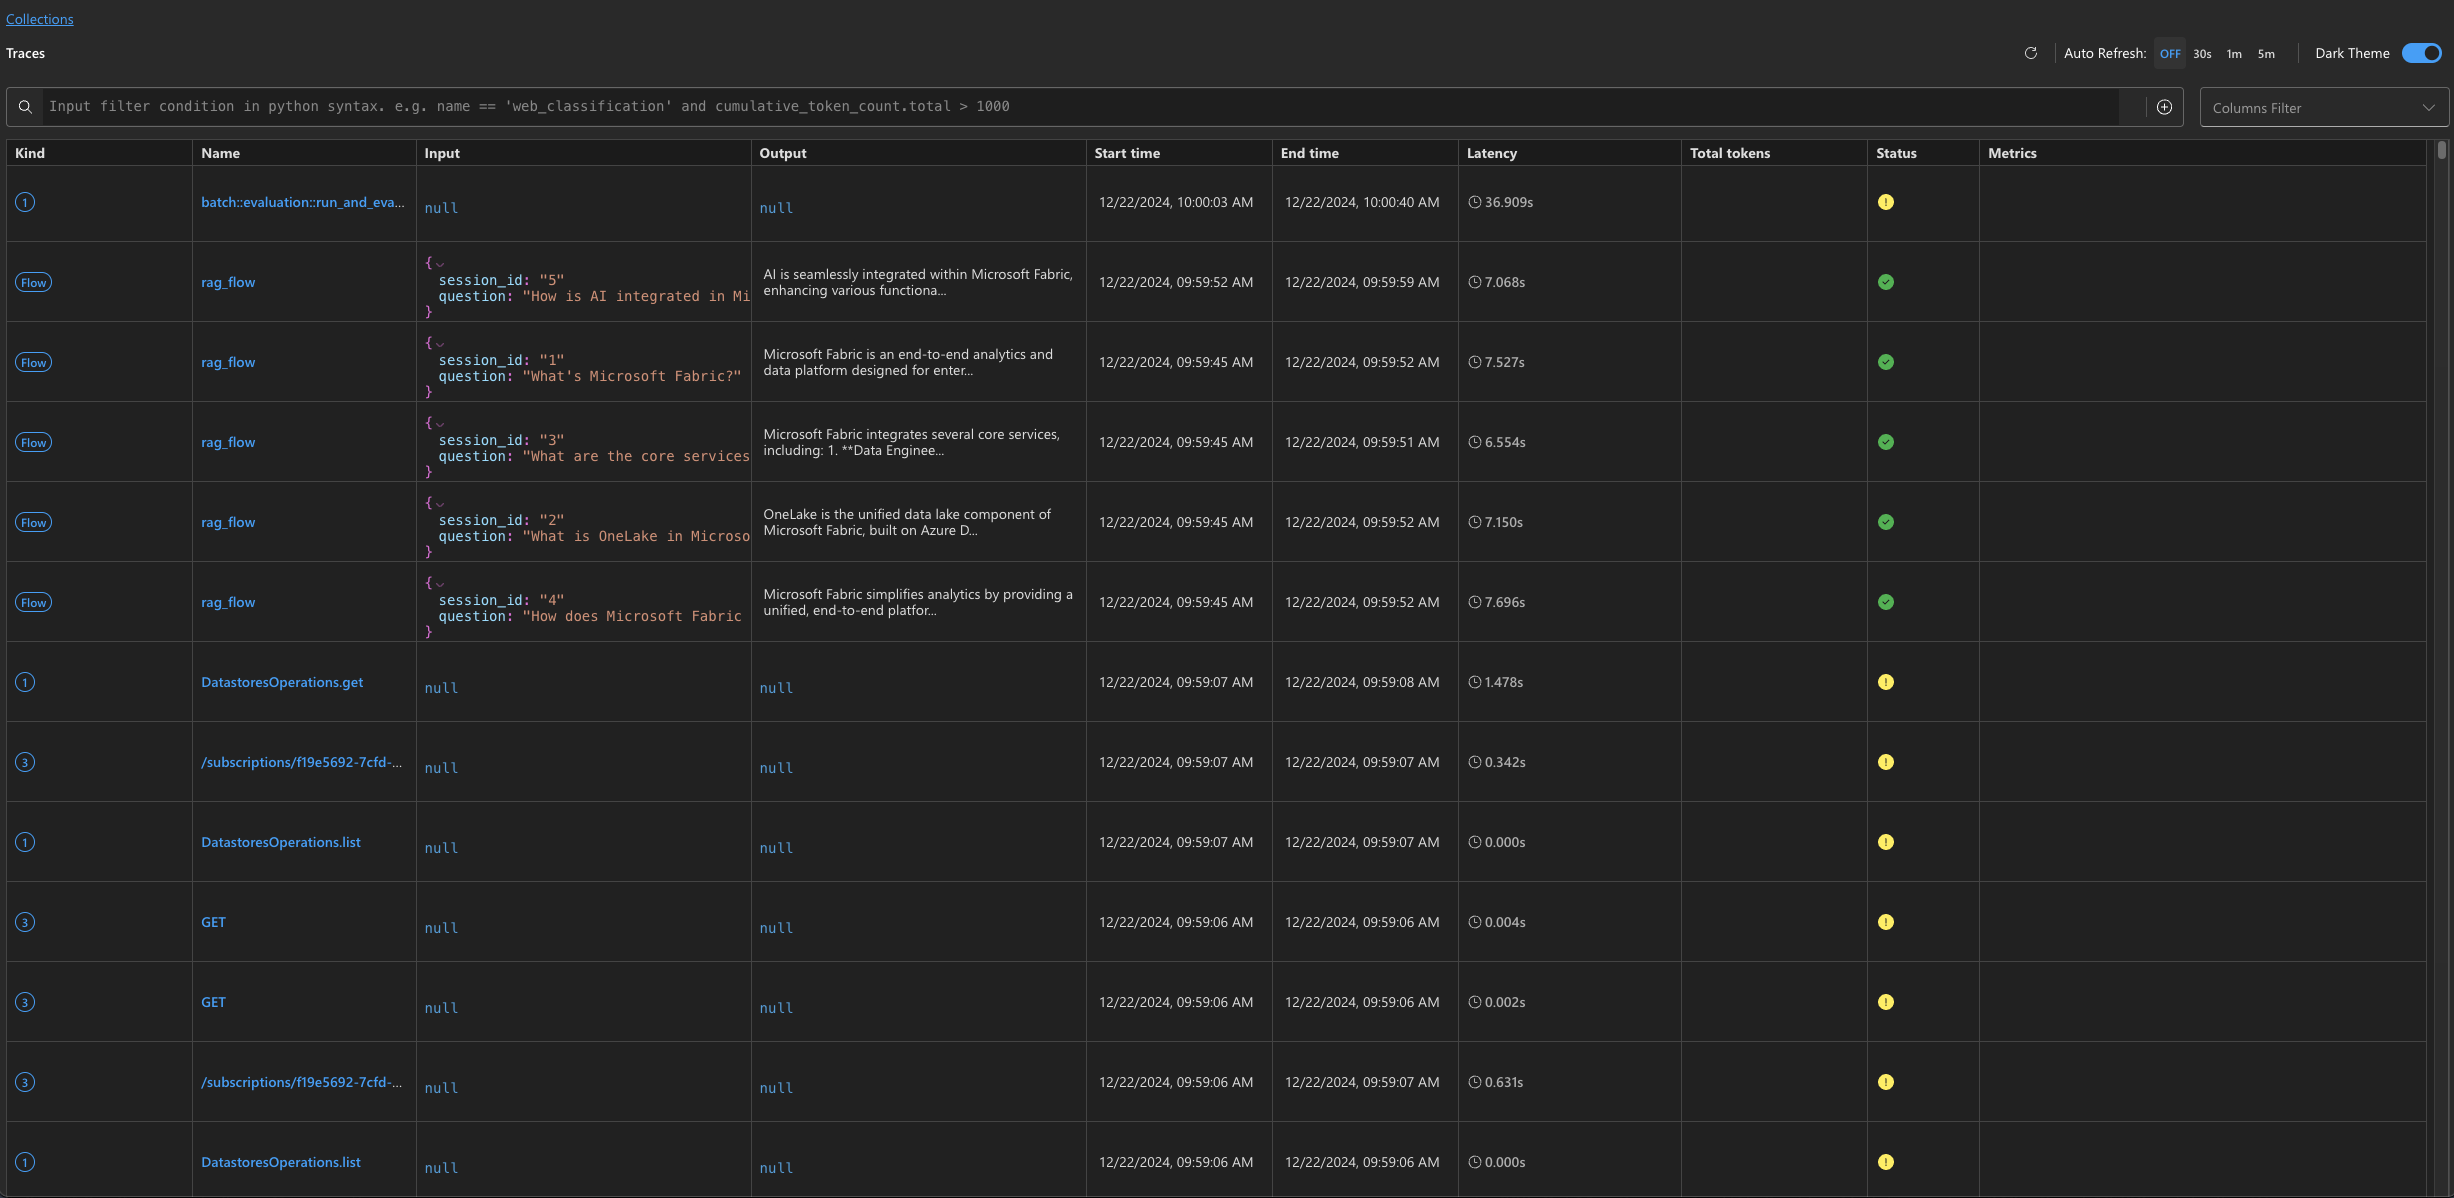 Collections
Traces
Auto Refresh: OFF 30s 1m 5m Dark Theme
Input filter condition in python syntax. e.g. name == 'web_classification' and cumulative_token_count.total > 1000
Columns Filter
Kind Name Input Output Start time End time Latency Total tokens Status Metrics
1 batch::evaluation::run_and_eva... null null 12/22/2024, 10:00:03 AM 12/22/2024, 10:00:40 AM 36.909s !
Flow rag_flow
{
session_id: "5"
question: "How is AI integrated in Mi
}
AI is seamlessly integrated within Microsoft Fabric,
enhancing various functiona...
12/22/2024, 09:59:52 AM 12/22/2024, 09:59:59 AM 7.068s
Flow rag_flow
{
session_id: "1"
question: "What's Microsoft Fabric?"
}
Microsoft Fabric is an end-to-end analytics and
data platform designed for enter...
12/22/2024, 09:59:45 AM 12/22/2024, 09:59:52 AM 7.527s
Flow rag_flow
{
session_id: "3"
question: "What are the core services
}
Microsoft Fabric integrates several core services,
including: 1. **Data Enginee...
12/22/2024, 09:59:45 AM 12/22/2024, 09:59:51 AM 6.554s
Flow rag_flow
{
session_id: "2"
question: "What is OneLake in Microso
}
OneLake is the unified data lake component of
Microsoft Fabric, built on Azure D...
12/22/2024, 09:59:45 AM 12/22/2024, 09:59:52 AM 7.150s
Flow rag_flow
{
session_id: "4"
question: "How does Microsoft Fabric
}
Microsoft Fabric simplifies analytics by providing a
unified, end-to-end platfor...
12/22/2024, 09:59:45 AM 12/22/2024, 09:59:52 AM 7.696s
1 DatastoresOperations.get null null 12/22/2024, 09:59:07 AM 12/22/2024, 09:59:08 AM 1.478s !
3 /subscriptions/f19e5692-7cfd-... null null 12/22/2024, 09:59:07 AM 12/22/2024, 09:59:07 AM 0.342s !
1 DatastoresOperations.list null null 12/22/2024, 09:59:07 AM 12/22/2024, 09:59:07 AM 0.000s !
3 GET null null 12/22/2024, 09:59:06 AM 12/22/2024, 09:59:06 AM 0.004s !
3 GET null null 12/22/2024, 09:59:06 AM 12/22/2024, 09:59:06 AM 0.002s !
3 /subscriptions/f19e5692-7cfd-... null null 12/22/2024, 09:59:06 AM 12/22/2024, 09:59:07 AM 0.631s !
1 DatastoresOperations.list null null 12/22/2024, 09:59:06 AM 12/22/2024, 09:59:06 AM 0.000s !